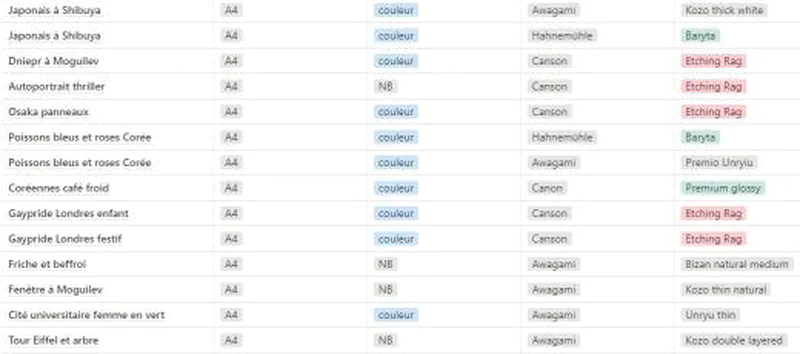 Japonais à Shibuya A4 couleur Awagami Kozo thick white
Japonais à Shibuya A4 couleur Hahnemühle Baryta
Dniepr à Moguilev A4 couleur Canson Etching Rag
Autoportrait thriller A4 NB Canson Etching Rag
Osaka panneaux A4 couleur Canson Etching Rag
Poissons bleus et roses Corée A4 couleur Hahnemühle Baryta
Poissons bleus et roses Corée A4 couleur Awagami Premio Unryiu
Coréennes café froid A4 couleur Canon Premium glossy
Gaypride Londres enfant A4 couleur Canson Etching Rag
Gaypride Londres festif A4 couleur Canson Etching Rag
Friche et beffroi A4 NB Awagami Bizan natural medium
Fenêtre à Moguilev A4 NB Awagami Kozo thin natural
Cité universitaire femme en vert A4 couleur Awagami Unryu thin
Tour Eiffel et arbre A4 NB Awagami Kozo double layered